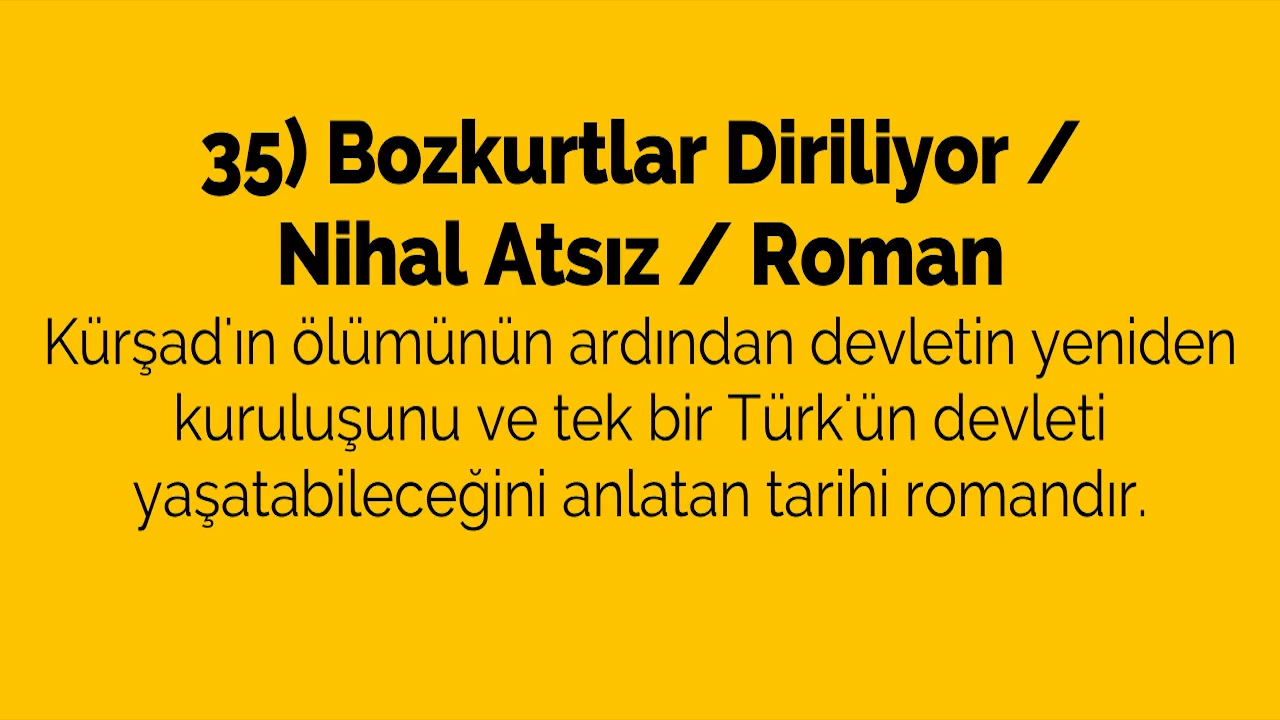 35) Bozkurtlar Diriliyor /
Nihal Atsız / Roman
Kürşad'ın ölümünün ardından devletin yeniden
kuruluşunu ve tek bir Türk'ün devleti
yaşatabileceğini anlatan tarihi romandır.